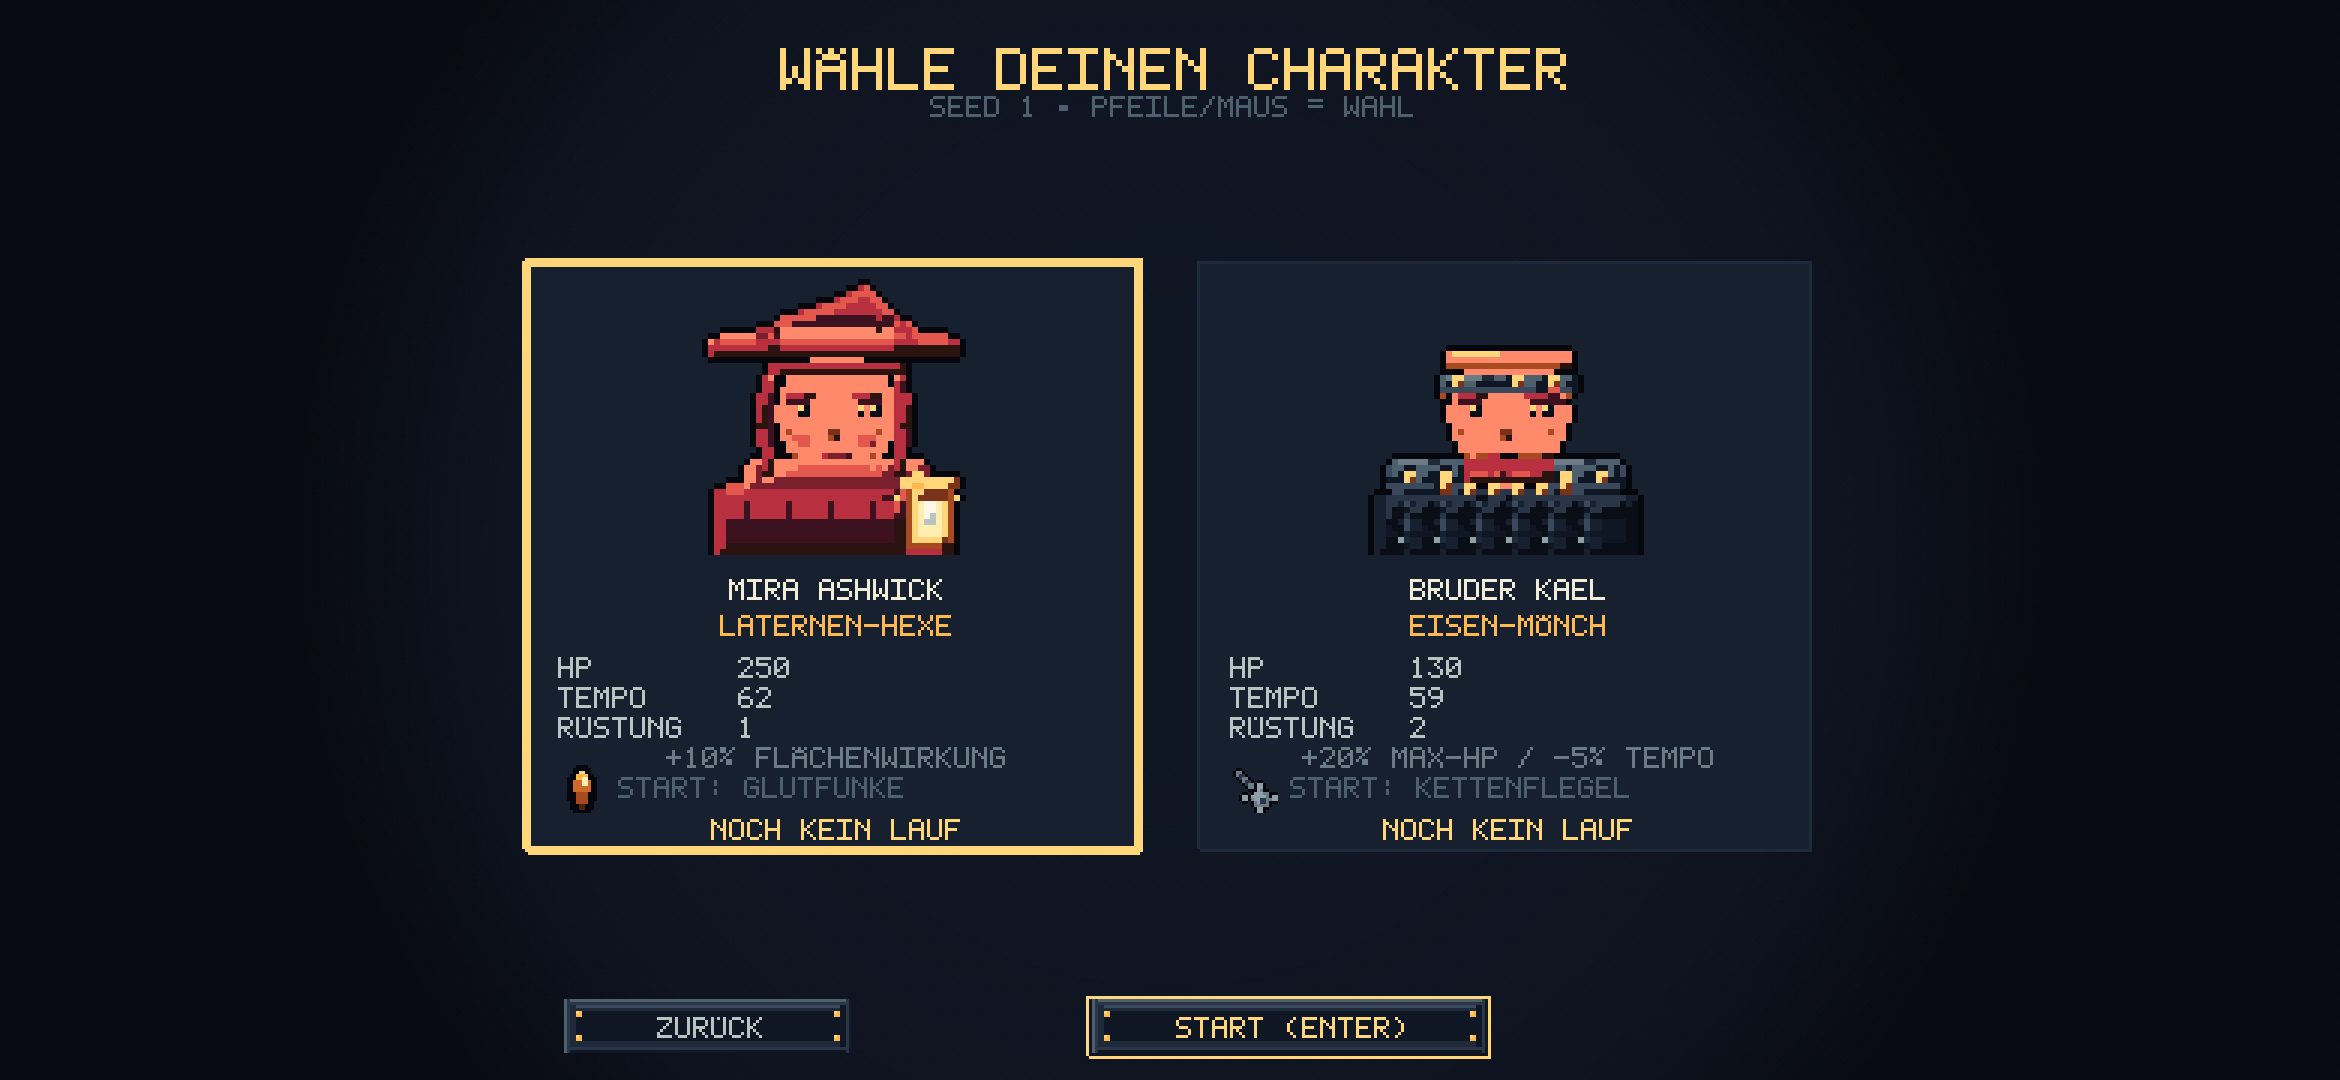 WÄHLE DEINEN CHARAKTER
SEED 1 - PFEILE/MAUS = WAHL
MIRA ASHWICK
LATERNEN-HEXE
HP 250
TEMPO 62
RÜSTUNG 1
+10% FLÄCHENWIRKUNG
START: GLUTFUNKE
NOCH KEIN LAUF
BRUDER KAEL
EISEN-MÖNCH
HP 130
TEMPO 59
RÜSTUNG 2
+20% MAX-HP / -5% TEMPO
START: KETTENFLEGEL
NOCH KEIN LAUF
ZURÜCK
START (ENTER)